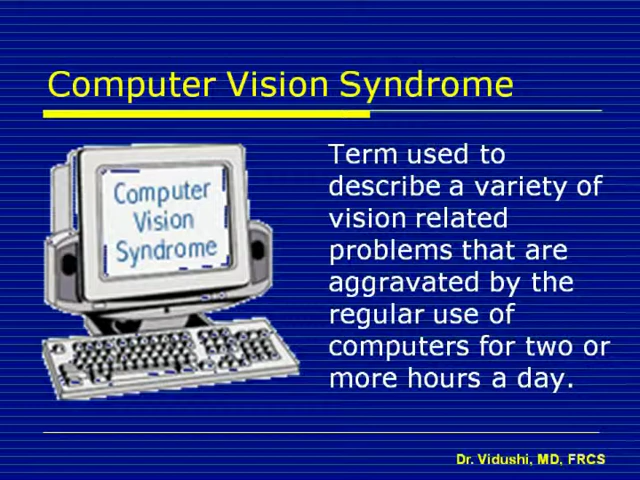 Computer Vision Syndrome
Computer
Vision
Syndrome
Term used to
describe a variety of
vision related
problems that are
aggravated by the
regular use of
computers for two or
more hours a day.
Dr. Vidushi, MD, FRCS